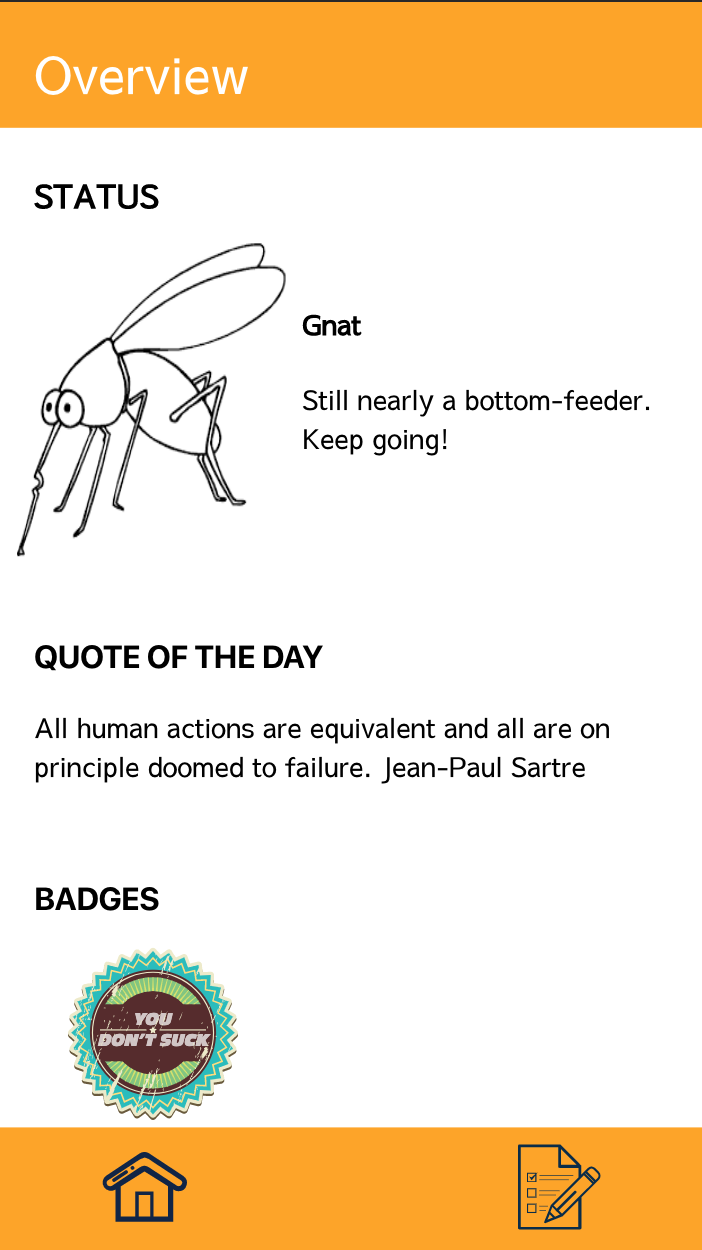 Overview
STATUS
Gnat
Still nearly a bottom-feeder.
Keep going!
QUOTE OF THE DAY
All human actions are equivalent and all are on
principle doomed to failure. Jean-Paul Sartre
BADGES
YOU
DON'T SUCK